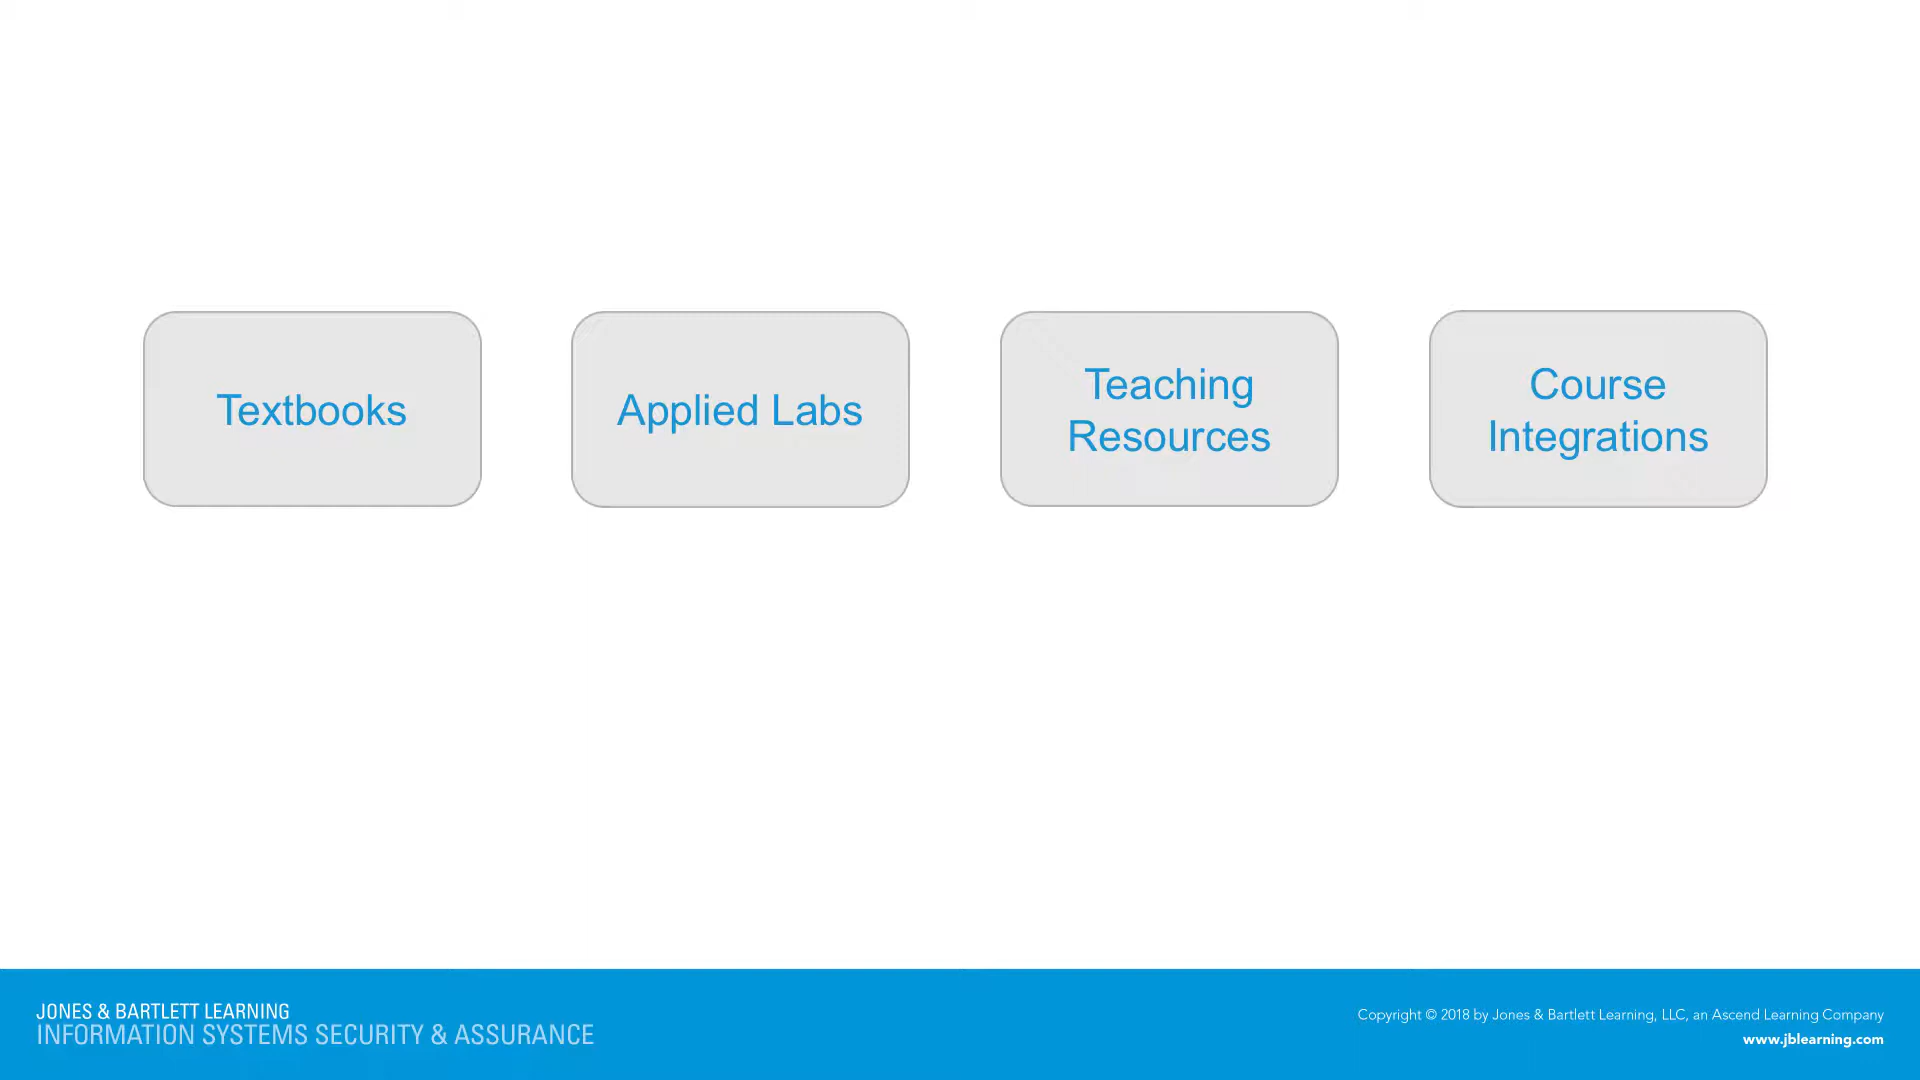 Textbooks
Applied Labs
Teaching
Resources
Course
Integrations
JONES & BARTLETT LEARNING
INFORMATION SYSTEMS SECURITY & ASSURANCE
Copyright © 2018 by Jones & Bartlett Learning, LLC, an Ascend Learning Company
www.jblearning.com